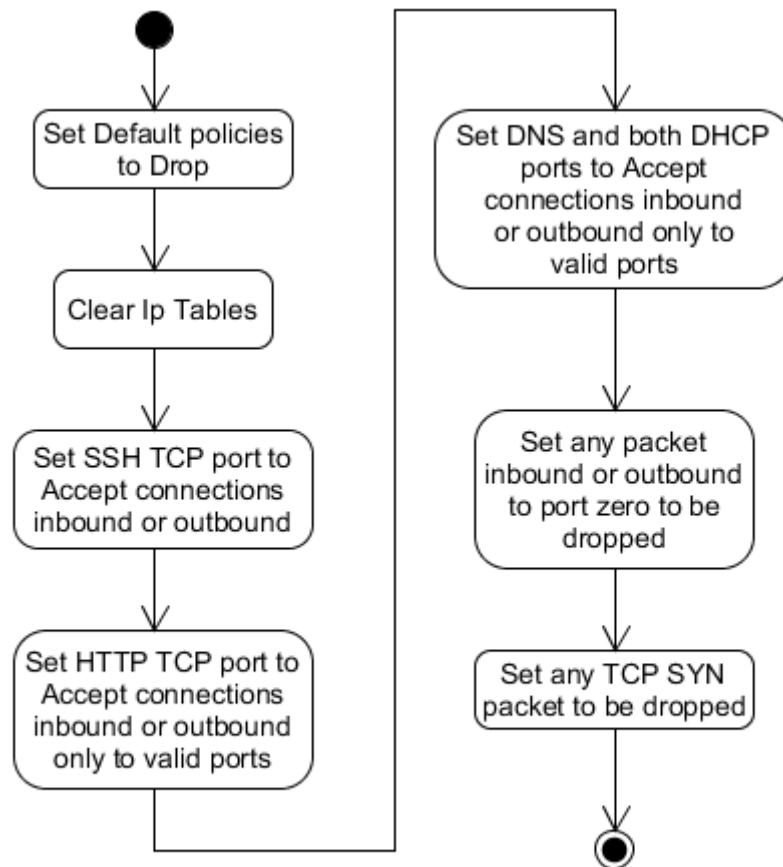 Set Default policies
to Drop
Clear Ip Tables
Set SSH TCP port to
Accept connections
inbound or outbound
Set HTTP TCP port to
Accept connections
inbound or outbound
only to valid ports
Set DNS and both DHCP
ports to Accept
connections inbound
or outbound only to
valid ports
Set any packet
inbound or outbound
to port zero to be
dropped
Set any TCP SYN
packet to be dropped